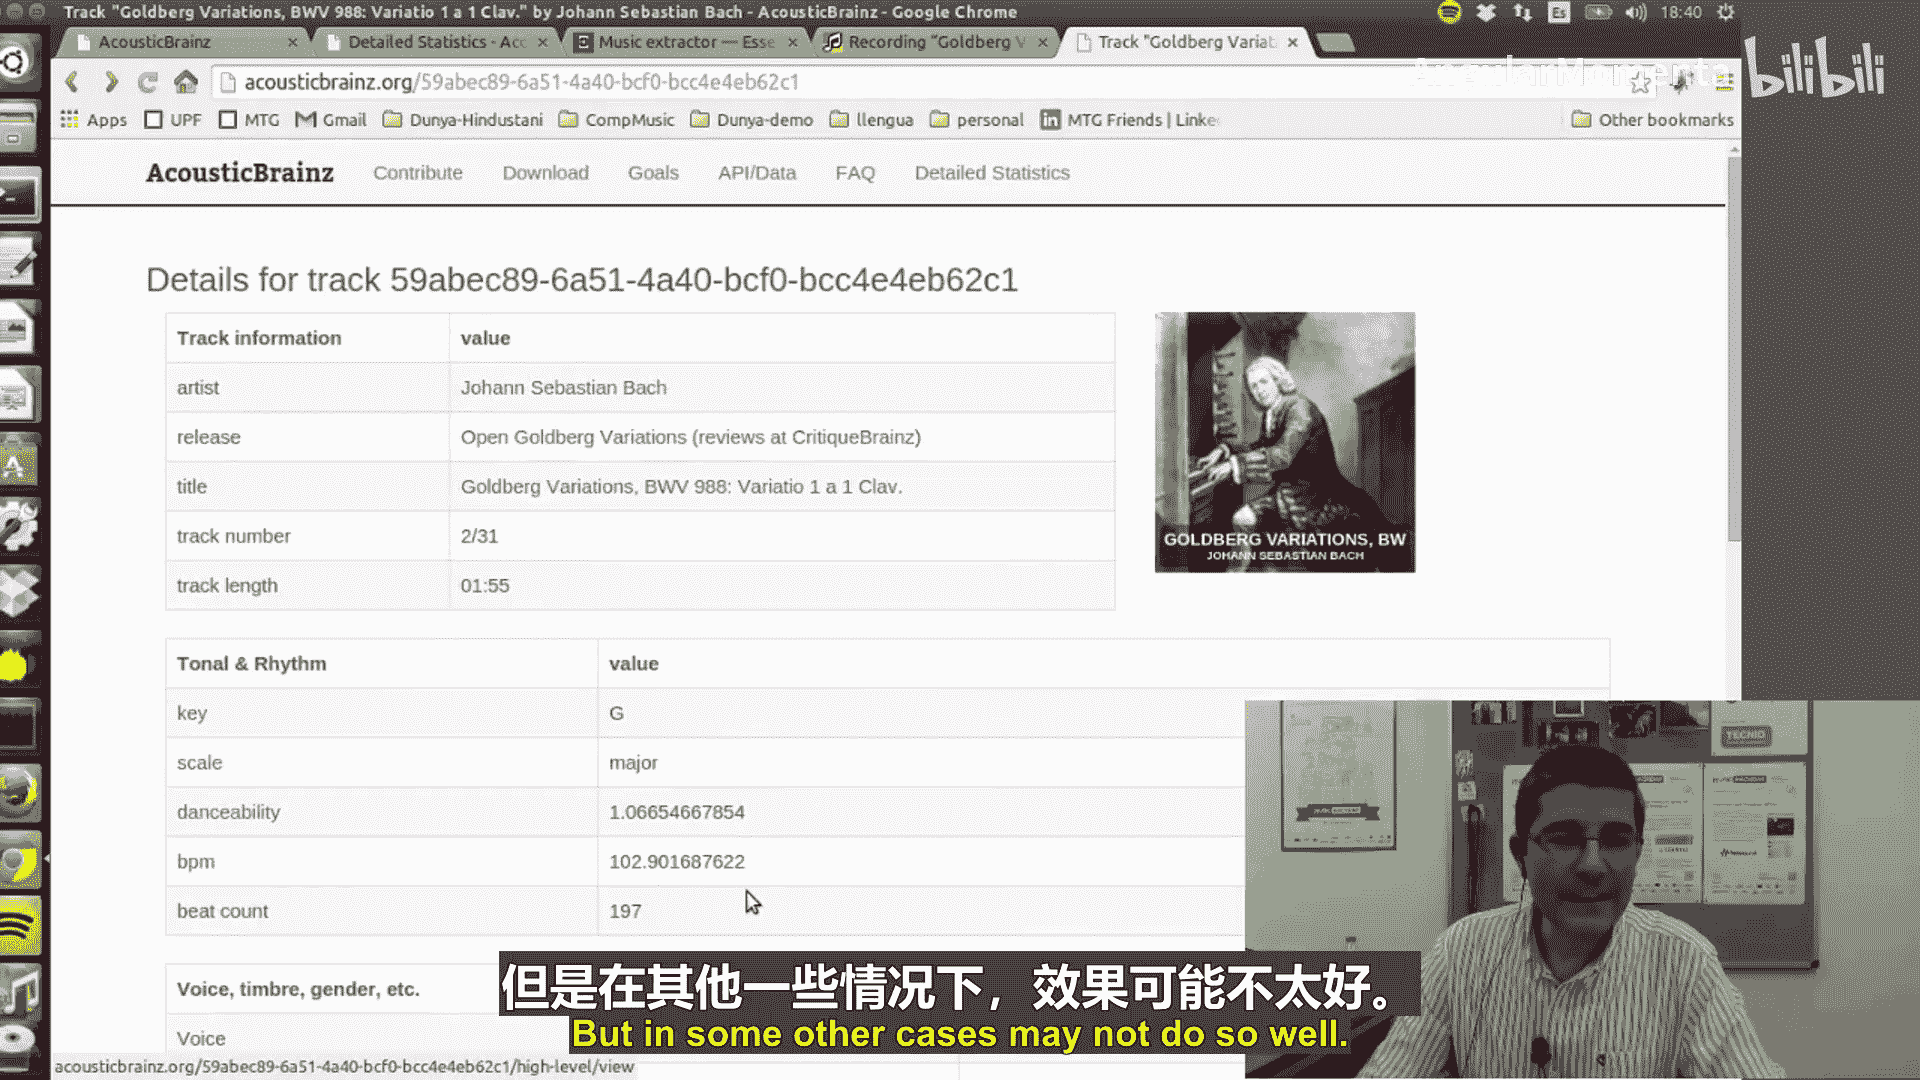 Track "Goldberg Variations, BWV 988: Variatio 1 a 1 Clav." by Johann Sebastian Bach - AcousticBrainz - Google Chrome
Es
18:40
AcousticBrainz
Detailed Statistics - Acc
Music extractor — Esse
Recording "Goldberg V
Track "Goldberg Variat
acousticbrainz.org/59abec89-6a51-4a40-bcf0-bcc4e4eb62c1
bilibili
Apps
UPF
MTG
Gmail
Dunya-Hindustani
CompMusic
Dunya-demo
llengua
personal
MTG Friends | Linke
Other bookmarks
AcousticBrainz
Contribute
Download
Goals
API/Data
FAQ
Detailed Statistics
Details for track 59abec89-6a51-4a40-bcf0-bcc4e4eb62c1
Track information value
artist Johann Sebastian Bach
release Open Goldberg Variations (reviews at CritiqueBrainz)
title Goldberg Variations, BWV 988: Variatio 1 a 1 Clav.
track number 2/31
track length 01:55
GOLDBERG VARIATIONS, BW
JOHANN SEBASTIAN BACH
Tonal & Rhythm value
key G
scale major
danceability 1.06654667854
bpm 102.901687622
beat count 197
TECNIO
Voice, timbre, gender, etc.
Voice
但是在其他一些情况下，效果可能不太好。
But in some other cases may not do so well.
acousticbrainz.org/59abec89-6a51-4a40-bcf0-bcc4e4eb62c1/high-level/view